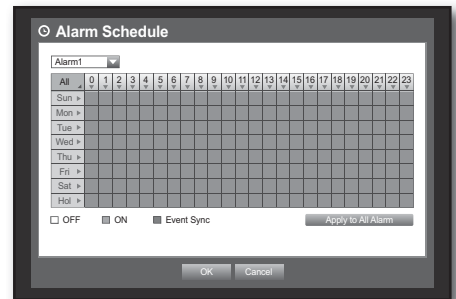 Alarm Schedule
Alarm1
All 0 1 2 3 4 5 6 7 8 9 10 11 12 13 14 15 16 17 18 19 20 21 22 23
Sun
Mon
Tue
Wed
Thu
Fri
Sat
Hol
OFF ON Event Sync Apply to All Alarm
OK Cancel